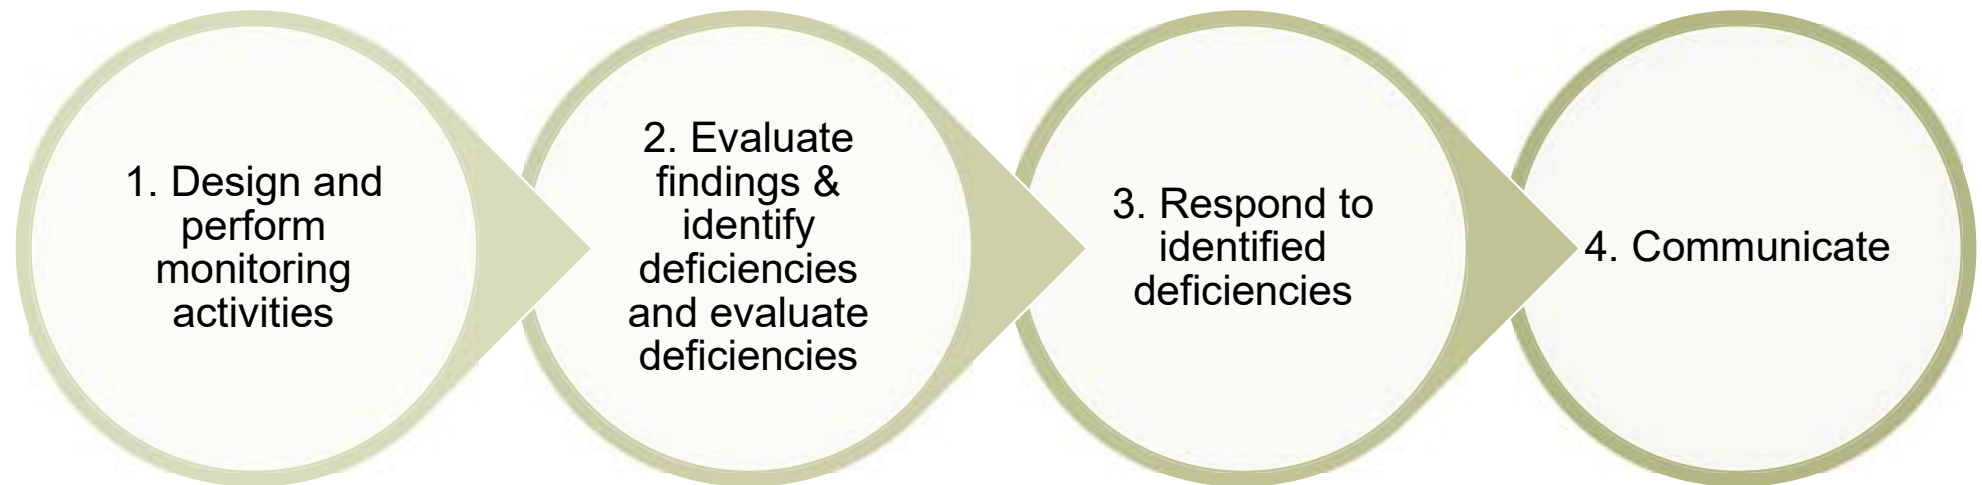 1. Design and
perform
monitoring
activities
2. Evaluate
findings &
identify
deficiencies
and evaluate
deficiencies
3. Respond to
identified
deficiencies
4. Communicate